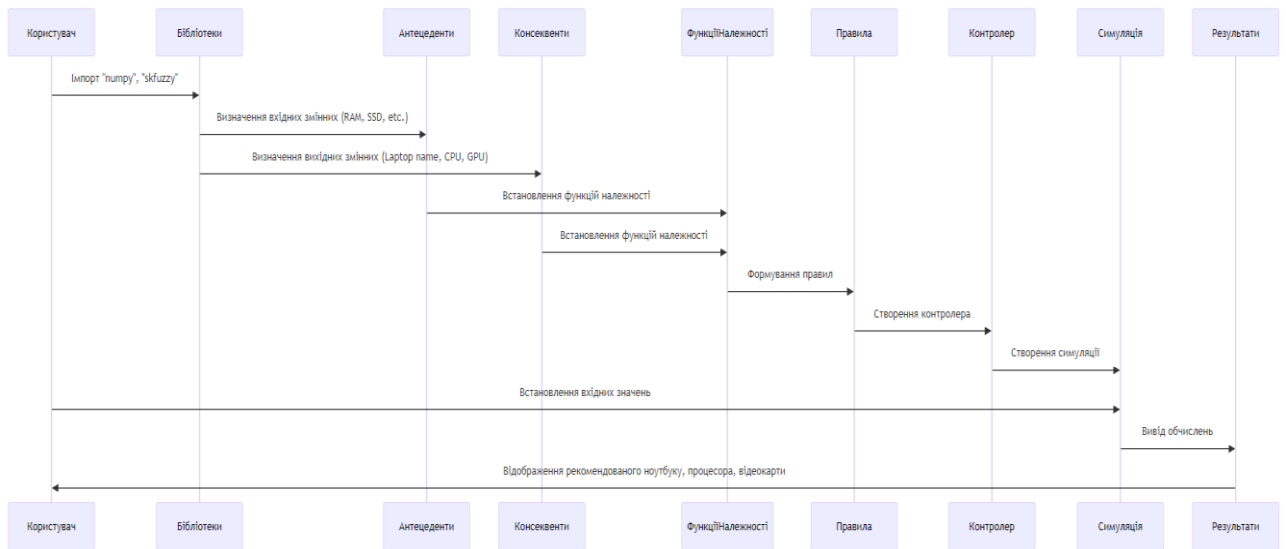 Користувач
Бібліотеки
Антецеденти
Консеквенти
ФункціїНалежності
Правила
Контролер
Симуляція
Результати
Імпорт "numpy", "skfuzzy"
Визначення вхідних змінних (RAM, SSD, etc.)
Визначення вихідних змінних (Laptop name, CPU, GPU)
Встановлення функцій належності
Встановлення функцій належності
Формування правил
Створення контролера
Створення симуляції
Встановлення вхідних значень
Вивід обчислень
Відображення рекомендованого ноутбуку, процесора, відеокарти
Користувач
Бібліотеки
Антецеденти
Консеквенти
ФункціїНалежності
Правила
Контролер
Симуляція
Результати